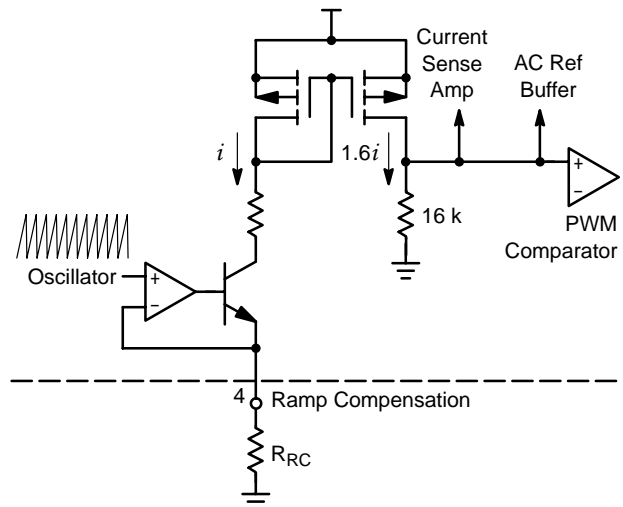 Current
Sense
Amp
AC Ref
Buffer
i
1.6i
+
−
16 k
PWM
Comparator
Oscillator
+
−
4
Ramp Compensation
RRC